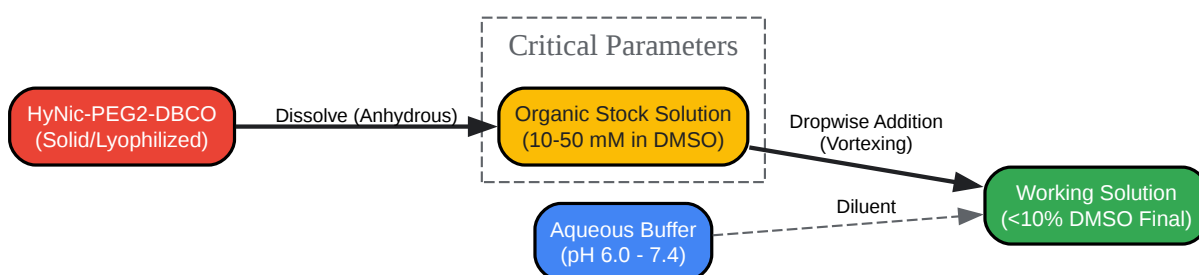 Critical Parameters
HyNic-PEG2-DBCO
(Solid/Lyophilized)
Dissolve (Anhydrous)
Organic Stock Solution
(10-50 mM in DMSO)
Dropwise Addition
(Vortexing)
Aqueous Buffer
(pH 6.0 - 7.4)
Diluent
Working Solution
(<10% DMSO Final)